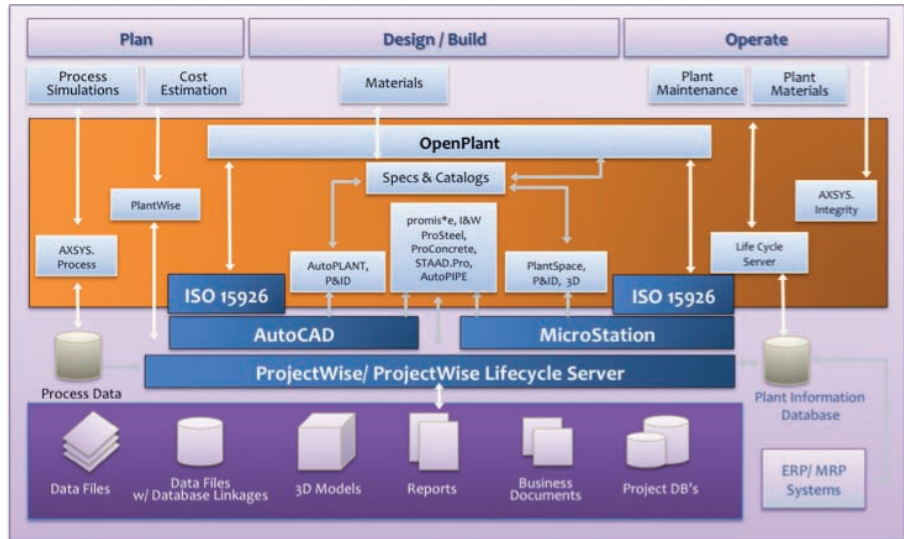 Plan
Design / Build
Operate
Process
Simulations
Cost
Estimation
Materials
Plant
Maintenance
Plant
Materials
OpenPlant
Specs & Catalogs
PlantWise
AXSYS.
Process
AutoPLANT,
P&ID
promis*e, I&W
ProSteel,
ProConcrete,
STAAD.Pro,
AutoPIPE
PlantSpace,
P&ID, 3D
AXSYS.
Integrity
Life Cycle
Server
ISO 15926
ISO 15926
AutoCAD
MicroStation
ProjectWise/ ProjectWise Lifecycle Server
Process Data
Plant Information
Database
Data Files
Data Files
w/ Database Linkages
3D Models
Reports
Business
Documents
Project DB's
ERP/ MRP
Systems